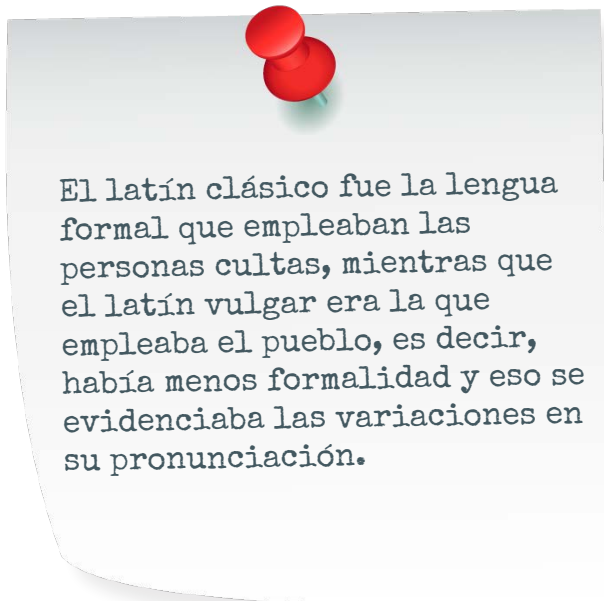 El latín clásico fue la lengua
formal que empleaban las
personas cultas, mientras que
el latín vulgar era la que
empleaba el pueblo, es decir,
había menos formalidad y eso se
evidenciaba las variaciones en
su pronunciación.